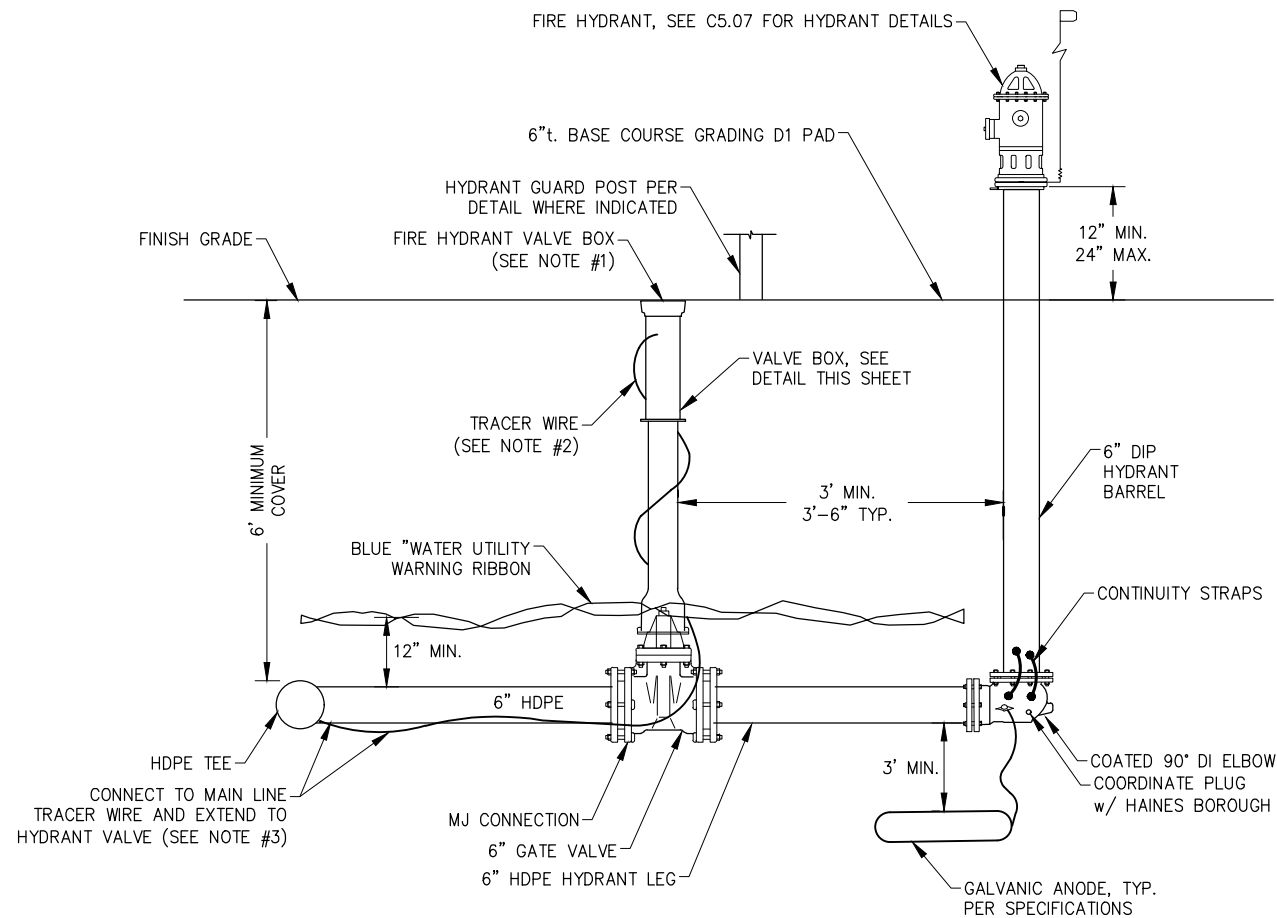 FIRE HYDRANT, SEE C5.07 FOR HYDRANT DETAILS
6”t. BASE COURSE GRADING D1 PAD
HYDRANT GUARD POST PER
DETAIL WHERE INDICATED
12” MIN.
24” MAX.
FINISH GRADE
FIRE HYDRANT VALVE BOX
(SEE NOTE #1)
VALVE BOX, SEE
DETAIL THIS SHEET
TRACER WIRE
(SEE NOTE #2)
6’ MINIMUM
COVER
6” DIP
HYDRANT
BARREL
3’ MIN.
3’-6” TYP.
BLUE ”WATER UTILITY
WARNING RIBBON
CONTINUITY STRAPS
12” MIN.
6” HDPE
HDPE TEE
3’ MIN.
COATED 90° DI ELBOW
CONNECT TO MAIN LINE
TRACER WIRE AND EXTEND TO
HYDRANT VALVE (SEE NOTE #3)
COORDINATE PLUG
w/ HAINES BOROUGH
MJ CONNECTION
6” GATE VALVE
6” HDPE HYDRANT LEG
GALVANIC ANODE, TYP.
PER SPECIFICATIONS